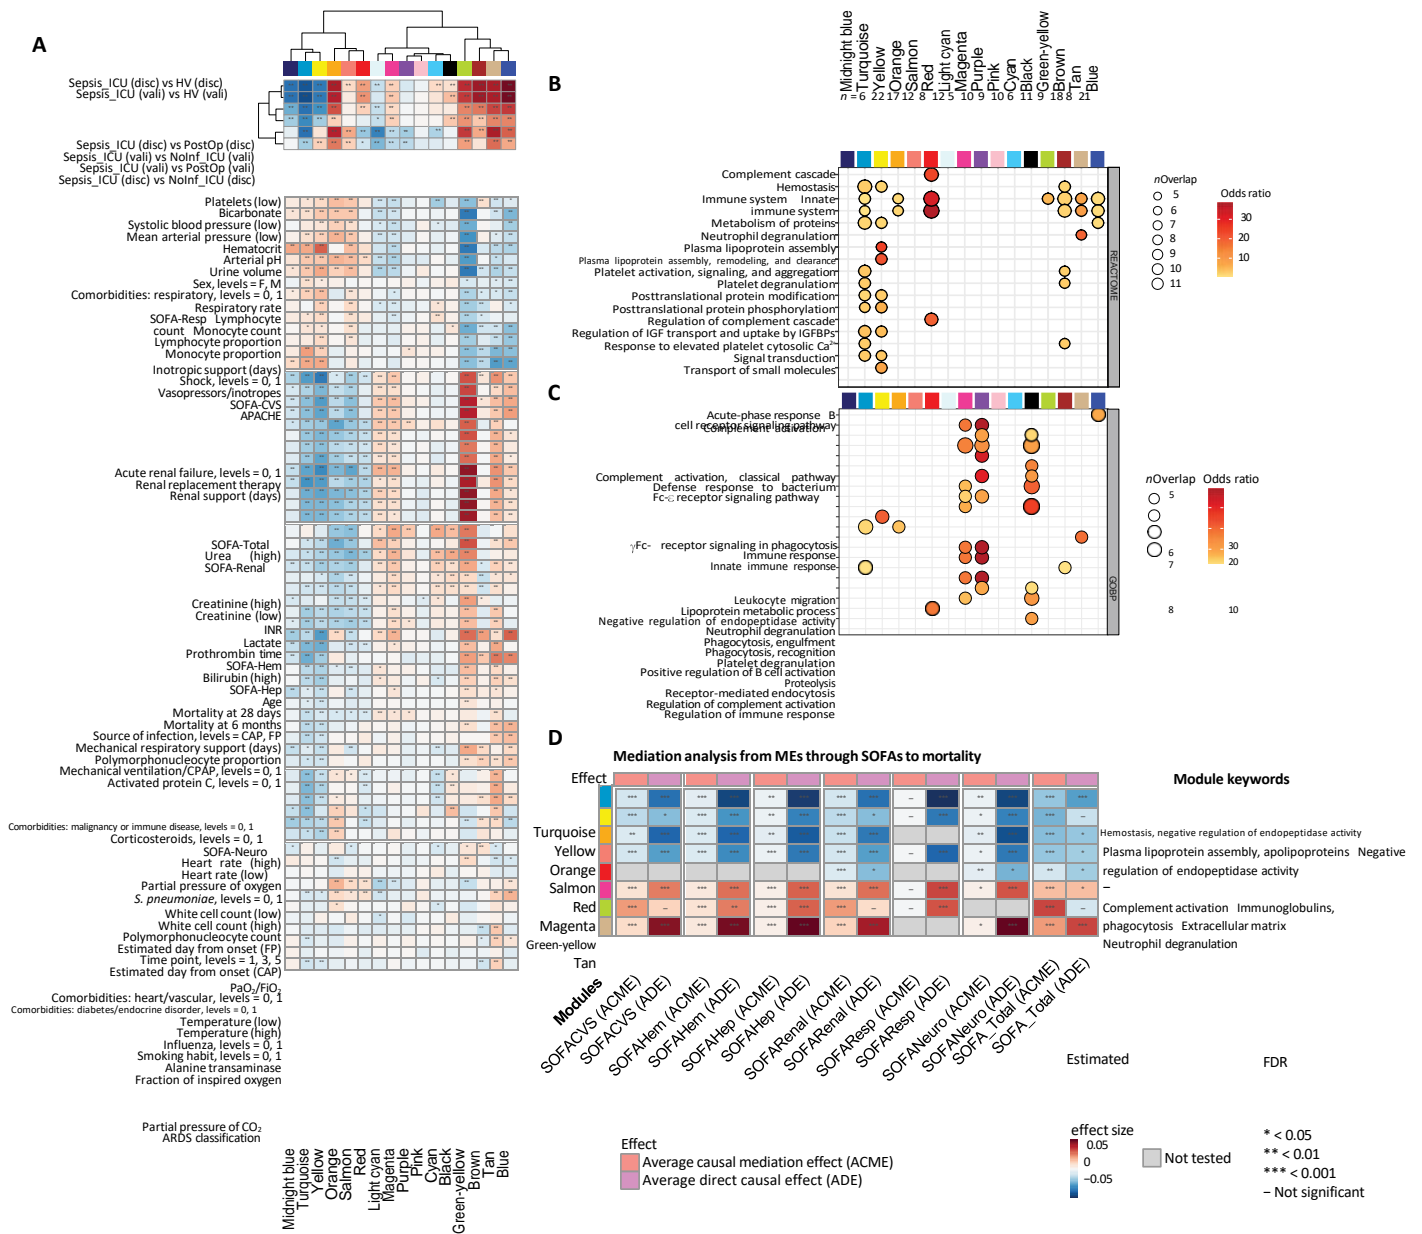 A
Sepsis_ICU (disc) vs HV (disc)
Sepsis_ICU (vali) vs HV (vali)
Sepsis_ICU (disc) vs PostOp (disc)
Sepsis_ICU (vali) vs NoInf_ICU (vali)
Sepsis_ICU (vali) vs PostOp (vali)
Sepsis_ICU (disc) vs NoInf_ICU (disc)
Platelets (low)
Bicarbonate
Systolic blood pressure (low)
Mean arterial pressure (low)
Hematocrit
Arterial pH
Urine volume
Sex, levels = F, M
Comorbidities: respiratory, levels = 0, 1
Respiratory rate
SOFA-Resp Lymphocyte
count Monocyte count
Lymphocyte proportion
Monocyte proportion
Inotropic support (days)
Shock, levels = 0, 1
Vasopressors/inotropes
SOFA-CVS
APACHE
Acute renal failure, levels = 0, 1
Renal replacement therapy
Renal support (days)
SOFA-Total
Urea (high)
SOFA-Renal
Creatinine (high)
Creatinine (low)
INR
Lactate
Prothrombin time
SOFA-Hem
Bilirubin (high)
SOFA-Hep
Age
Mortality at 28 days
Mortality at 6 months
Source of infection, levels = CAP, FP
Mechanical respiratory support (days)
Polymorphonucleocyte proportion
Mechanical ventilation/CPAP, levels = 0, 1
Activated protein C, levels = 0, 1
Comorbidities: malignancy or immune disease, levels = 0, 1
Corticosteroids, levels = 0, 1
SOFA-Neuro
Heart rate (high)
Heart rate (low)
Partial pressure of oxygen
S. pneumoniae, levels = 0, 1
White cell count (low)
White cell count (high)
Polymorphonucleocyte count
Estimated day from onset (FP)
Time point, levels = 1, 3, 5
Estimated day from onset (CAP)
PaO2/FiO2
Comorbidities: heart/vascular, levels = 0, 1
Comorbidities: diabetes/endocrine disorder, levels = 0, 1
Temperature (low)
Temperature (high)
Influenza, levels = 0, 1
Smoking habit, levels = 0, 1
Alanine transaminase
Fraction of inspired oxygen
Partial pressure of CO2
ARDS classification
Midnight blue
Turquoise
Yellow
Orange
Salmon
Red
Light cyan
Magenta
Purple
Pink
Cyan
Black
Green-yellow
Brown
Tan
Blue
B
Midnight blue
Turquoise
Yellow
Orange
Salmon
Red
Light cyan
Magenta
Purple
Pink
Cyan
Black
Green-yellow
Brown
Tan
Blue
n = 6 22 17 12 8 12 5 10 9 10 6 11 9 18 8 21
Complement cascade
Hemostasis
Immune system Innate
immune system
Metabolism of proteins
Neutrophil degranulation
Plasma lipoprotein assembly
Plasma lipoprotein assembly, remodeling, and clearance
Platelet activation, signaling, and aggregation
Platelet degranulation
Posttranslational protein modification
Posttranslational protein phosphorylation
Regulation of complement cascade
Regulation of IGF transport and uptake by IGFBPs
Response to elevated platelet cytosolic Ca2+
Signal transduction
Transport of small molecules
REACTOME
nOverlap
5
6
7
8
9
10
11
Odds ratio
30
20
10
C
Acute-phase response B
cell receptor signaling pathway
Complement activation
Complement activation, classical pathway
Defense response to bacterium
Fc-ε receptor signaling pathway
γFc- receptor signaling in phagocytosis
Immune response
Innate immune response
Leukocyte migration
Lipoprotein metabolic process
Negative regulation of endopeptidase activity
Neutrophil degranulation
Phagocytosis, engulfment
Phagocytosis, recognition
Platelet degranulation
Positive regulation of B cell activation
Proteolysis
Receptor-mediated endocytosis
Regulation of complement activation
Regulation of immune response
GOBP
nOverlap Odds ratio
5
6
7
8
30
20
10
D
Mediation analysis from MEs through SOFAs to mortality
Effect
Module keywords
Turquoise
Yellow
Orange
Salmon
Red
Magenta
Green-yellow
Tan
Modules
Hemostasis, negative regulation of endopeptidase activity
Plasma lipoprotein assembly, apolipoproteins Negative
regulation of endopeptidase activity
–
Complement activation Immunoglobulins,
phagocytosis Extracellular matrix
Neutrophil degranulation
SOFACVS (ACME)
SOFACVS (ADE)
SOFAHem (ACME)
SOFAHem (ADE)
SOFAHep (ACME)
SOFAHep (ADE)
SOFARenal (ACME)
SOFARenal (ADE)
SOFAResp (ACME)
SOFAResp (ADE)
SOFANeuro (ACME)
SOFANeuro (ADE)
SOFA_Total (ACME)
SOFA_Total (ADE)
Effect
Average causal mediation effect (ACME)
Average direct causal effect (ADE)
Estimated
effect size
0.05
0
−0.05
Not tested
FDR
* < 0.05
** < 0.01
*** < 0.001
– Not significant